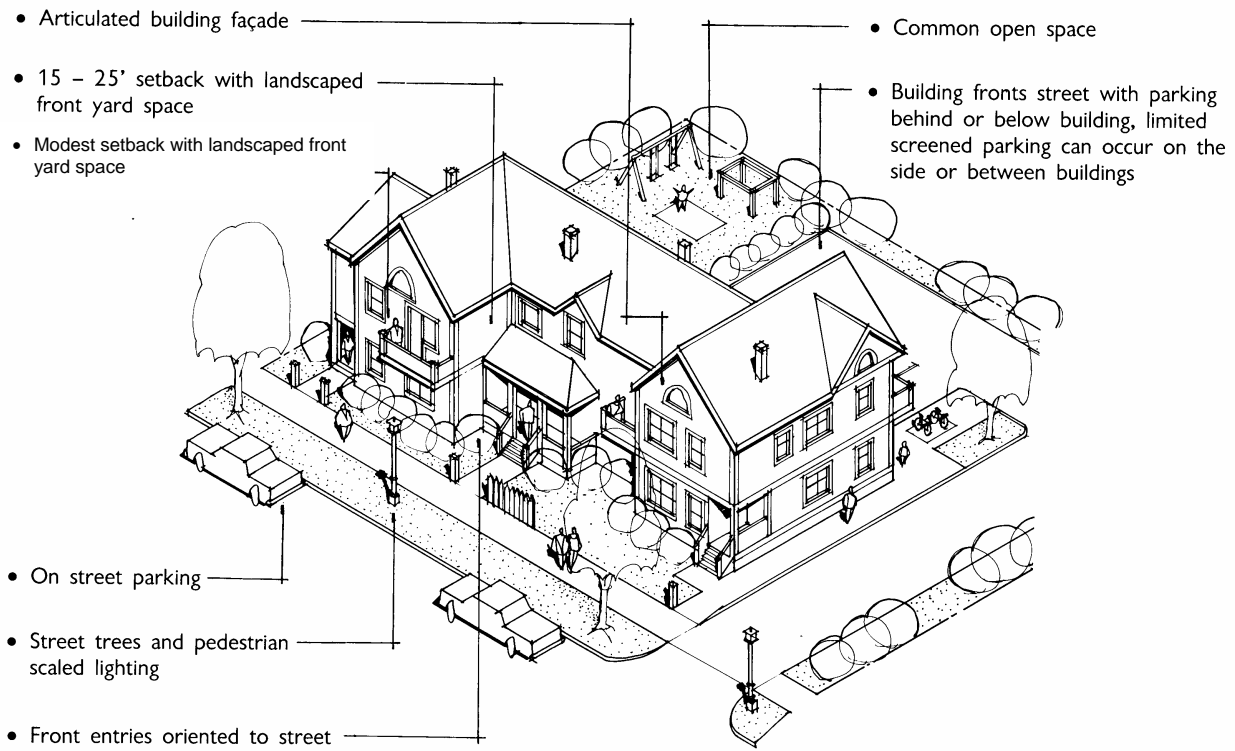 • Articulated building façade
• 15 – 25’ setback with landscaped
front yard space
• Modest setback with landscaped front
yard space
• Common open space
• Building fronts street with parking
behind or below building, limited
screened parking can occur on the
side or between buildings
• On street parking
• Street trees and pedestrian
scaled lighting
• Front entries oriented to street